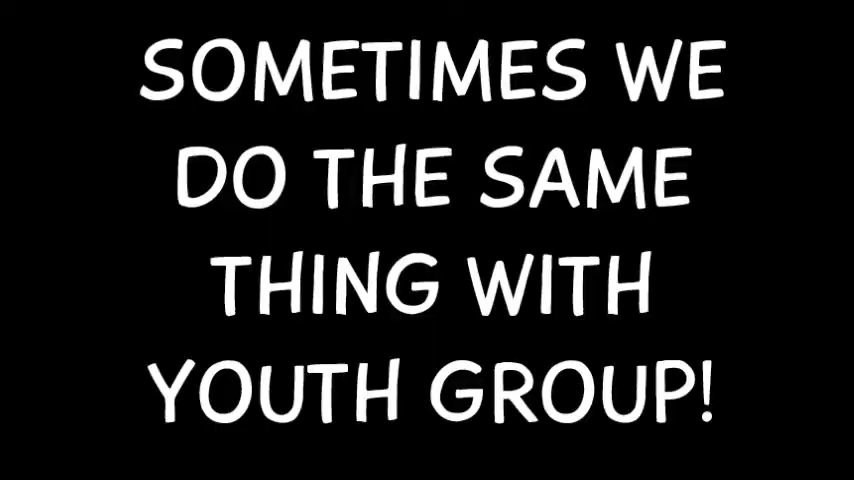 SOMETIMES WE
DO THE SAME
THING WITH
YOUTH GROUP!